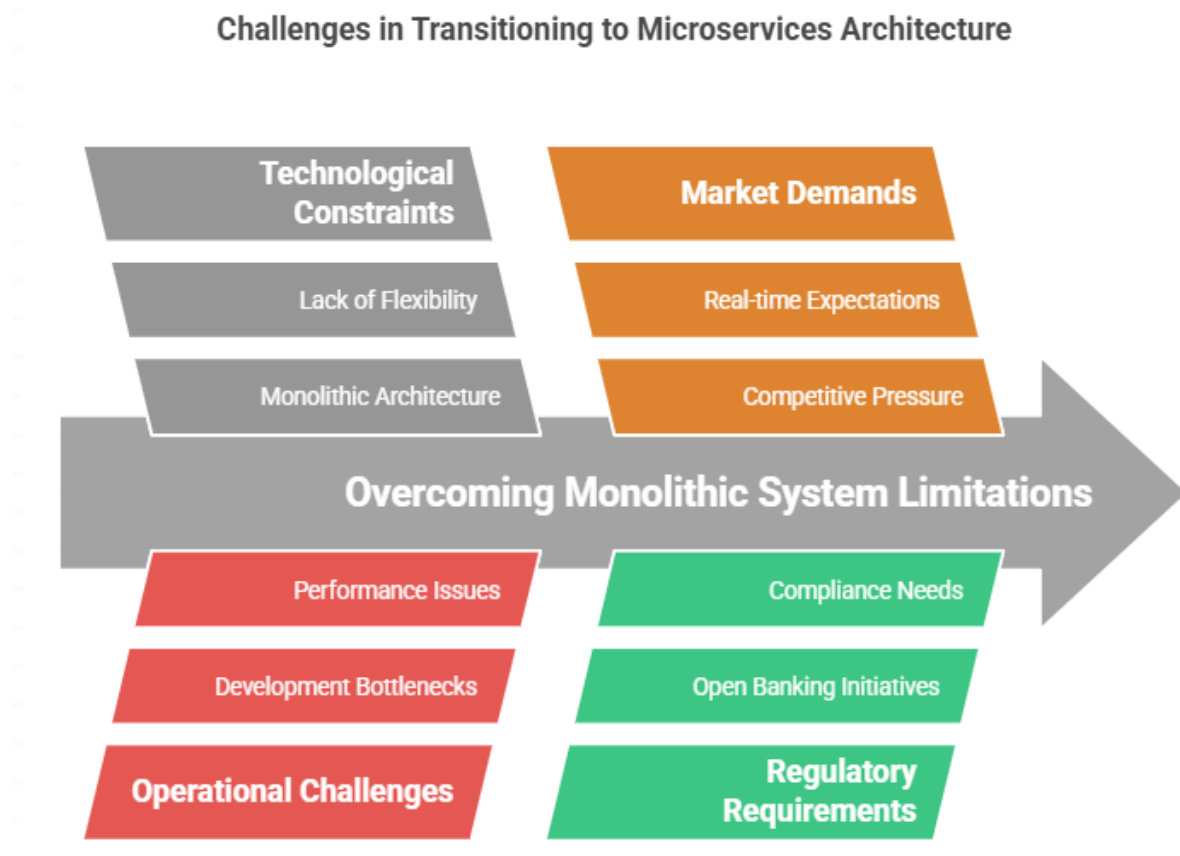 Challenges in Transitioning to Microservices Architecture
Technological
Constraints
Lack of Flexibility
Monolithic Architecture
Market Demands
Real-time Expectations
Competitive Pressure
Overcoming Monolithic System Limitations
Performance Issues
Development Bottlenecks
Operational Challenges
Compliance Needs
Open Banking Initiatives
Regulatory
Requirements